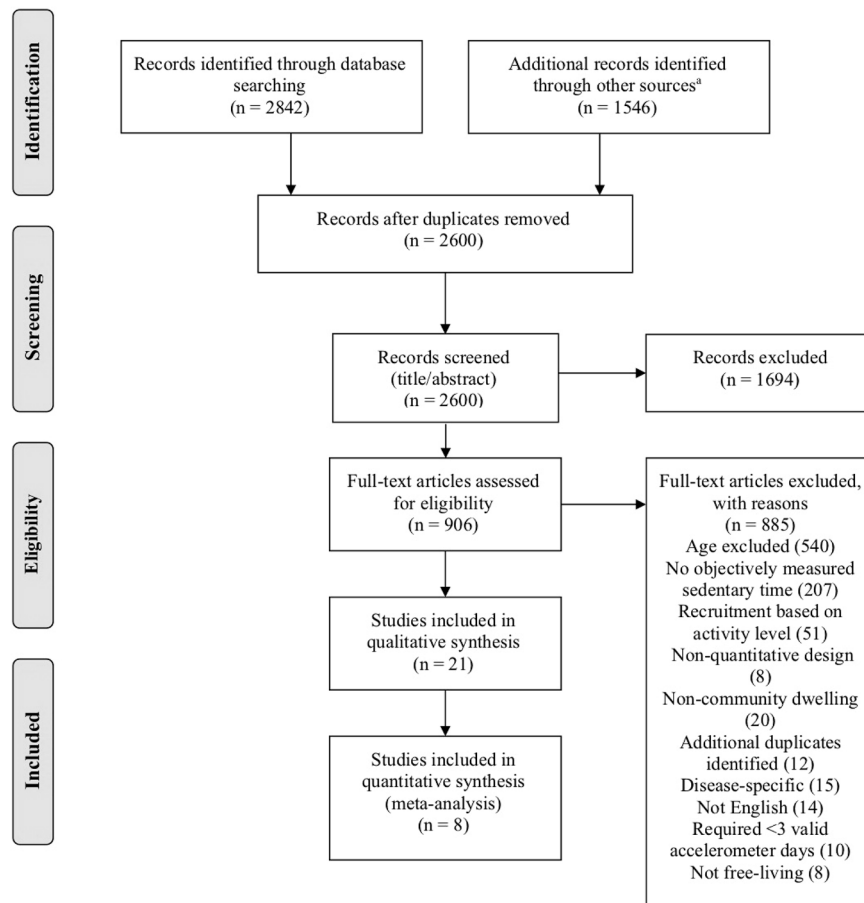 Identification
Records identified through database
searching
(n = 2842)
Additional records identified
through other sourcesᵃ
(n = 1546)
Records after duplicates removed
(n = 2600)
Screening
Records screened
(title/abstract)
(n = 2600)
Records excluded
(n = 1694)
Eligibility
Full-text articles assessed
for eligibility
(n = 906)
Full-text articles excluded,
with reasons
(n = 885)
Age excluded (540)
No objectively measured
sedentary time (207)
Recruitment based on
activity level (51)
Non-quantitative design
(8)
Non-community dwelling
(20)
Additional duplicates
identified (12)
Disease-specific (15)
Not English (14)
Required <3 valid
accelerometer days (10)
Not free-living (8)
Studies included in
qualitative synthesis
n = 21)
Included
Studies included in
quantitative synthesis
(meta-analysis)
n = 8)